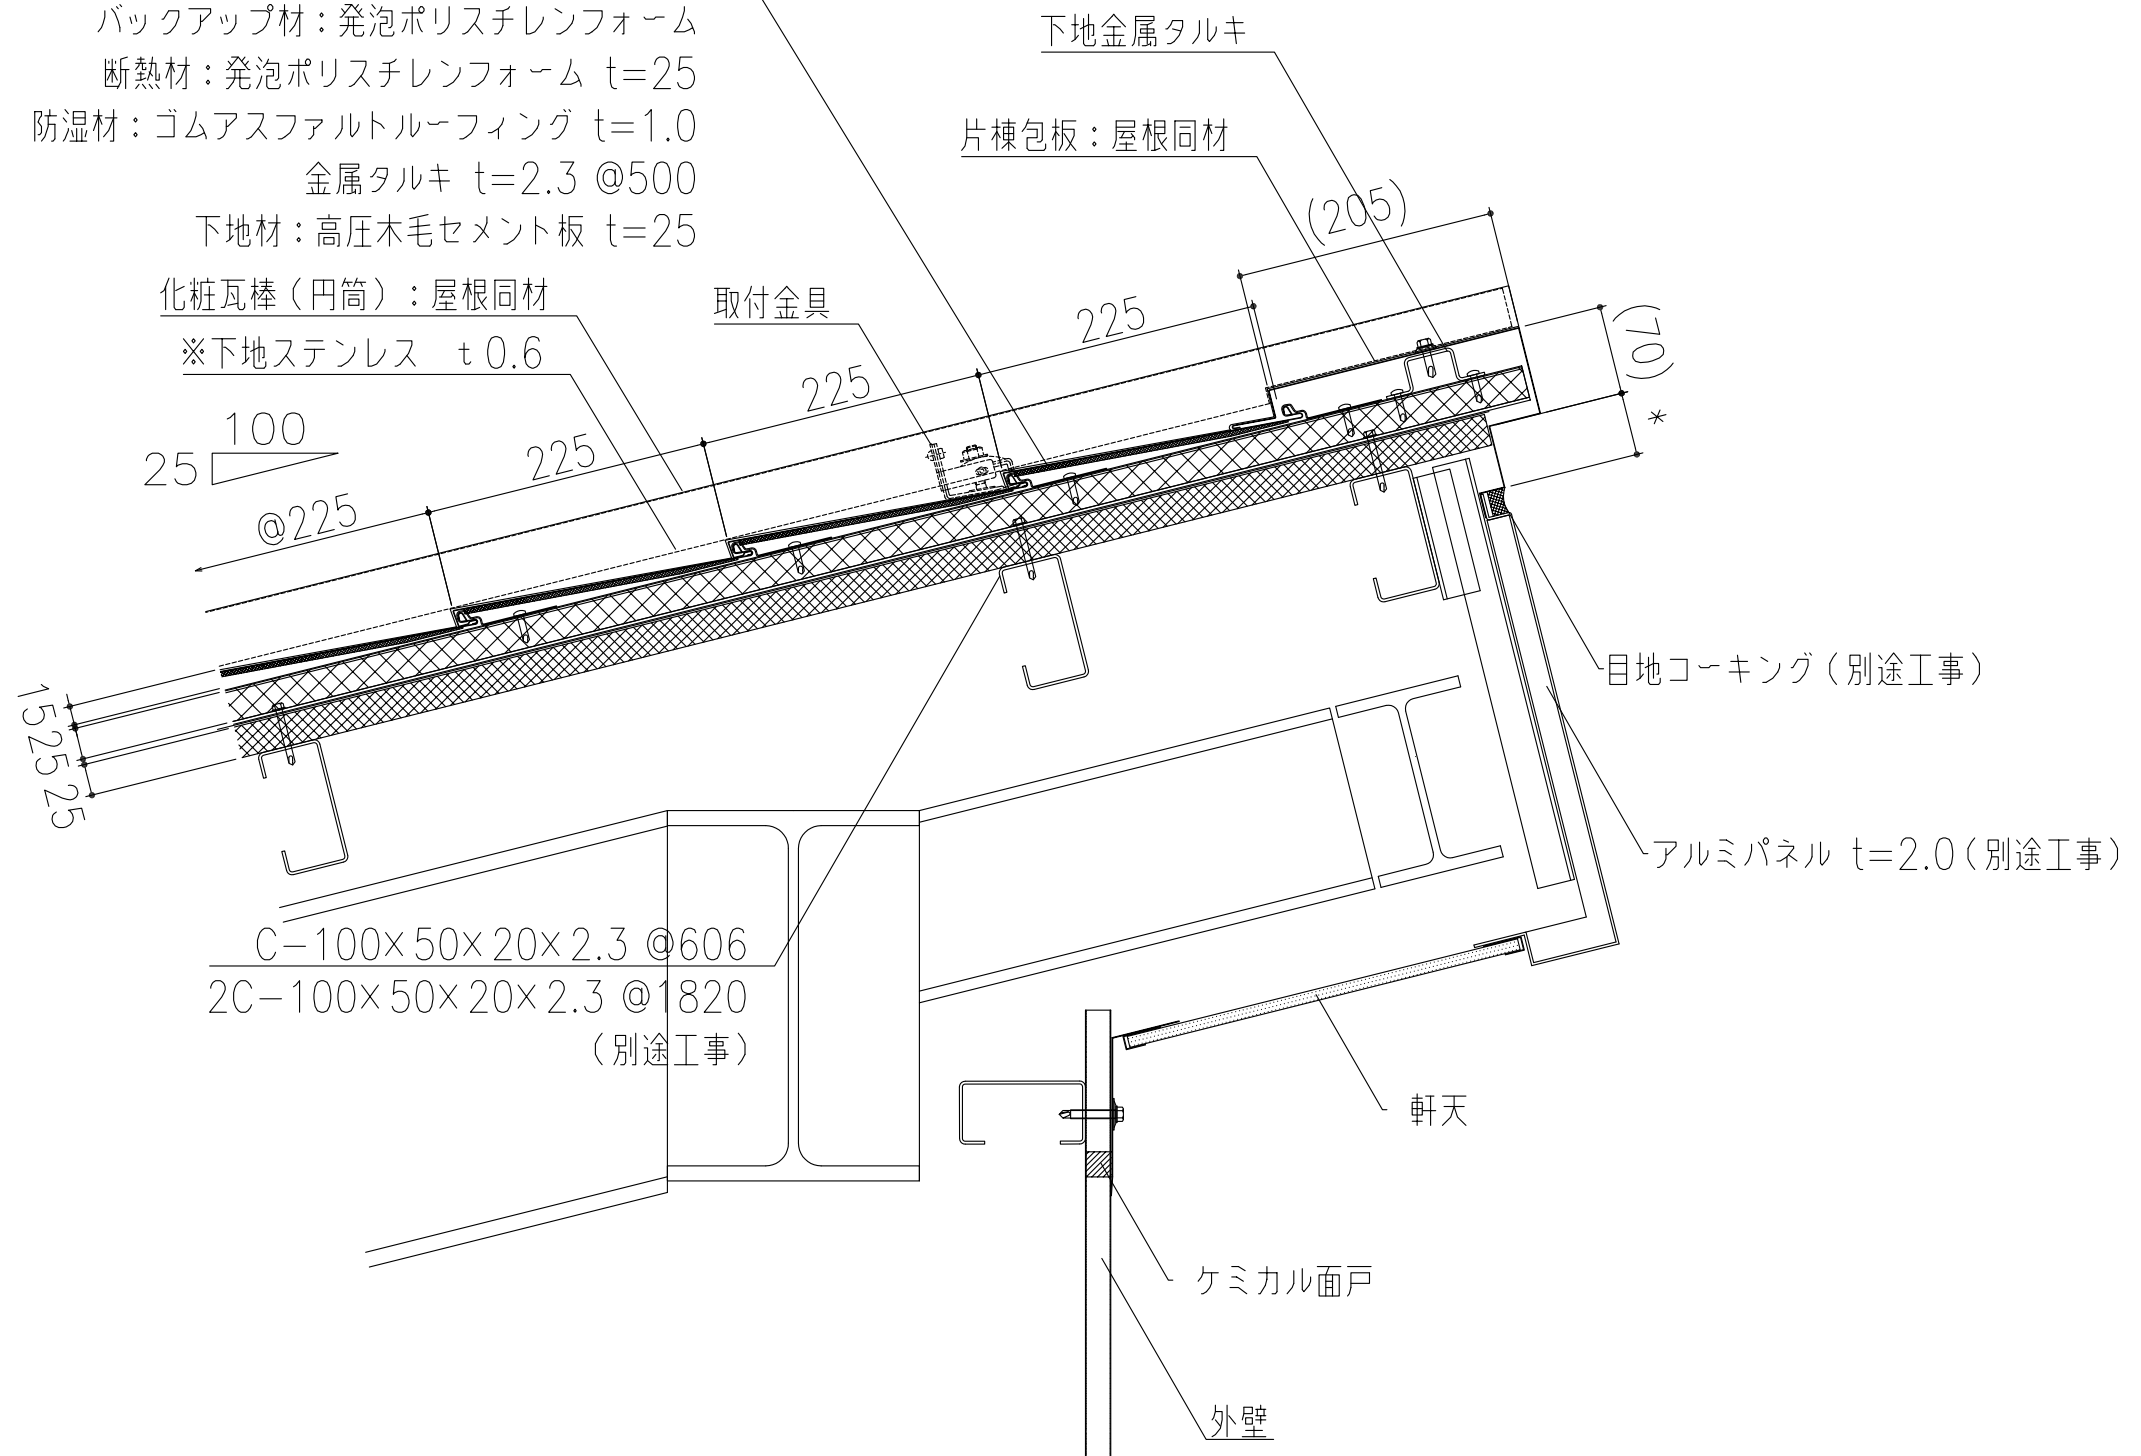 バックアップ材：発泡ポリスチレンフォーム
断熱材：発泡ポリスチレンフォーム t=25
防湿材：ゴムアスファルトルーフィング t=1.0
金属タルキ t=2.3 @500
下地材：高圧木毛セメント板 t=25
化粧瓦棒（円筒）：屋根同材
※下地ステンレス　t0.6
取付金具
下地金属タルキ
片棟包板：屋根同材
(205)
225
225
225
@225
(70)
*
100
25
15
25
25
目地コーキング（別途工事）
アルミパネル t=2.0（別途工事）
C-100×50×20×2.3 @606
2C-100×50×20×2.3 @1820
（別途工事）
軒天
ケミカル面戸
外壁